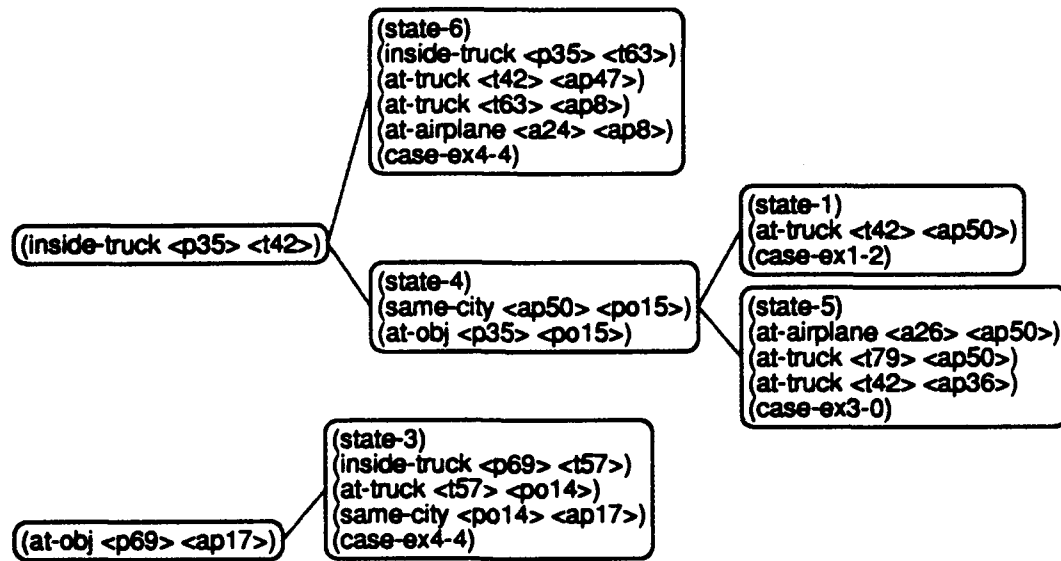 (state-6)
(inside-truck <p35> <t63>)
(at-truck <t42> <ap47>)
(at-truck <t63> <ap8>)
(at-airplane <a24> <ap8>)
(case-ex4-4)
(inside-truck <p35> <t42>)
(state-4)
(same-city <ap50> <po15>)
(at-obj <p35> <po15>)
(state-1)
(at-truck <t42> <ap50>)
(case-ex1-2)
(state-5)
(at-airplane <a26> <ap50>)
(at-truck <t79> <ap50>)
(at-truck <t42> <ap36>)
(case-ex3-0)
(at-obj <p69> <ap17>)
(state-3)
(inside-truck <p69> <t57>)
(at-truck <t57> <po14>)
(same-city <po14> <ap17>)
(case-ex4-4)